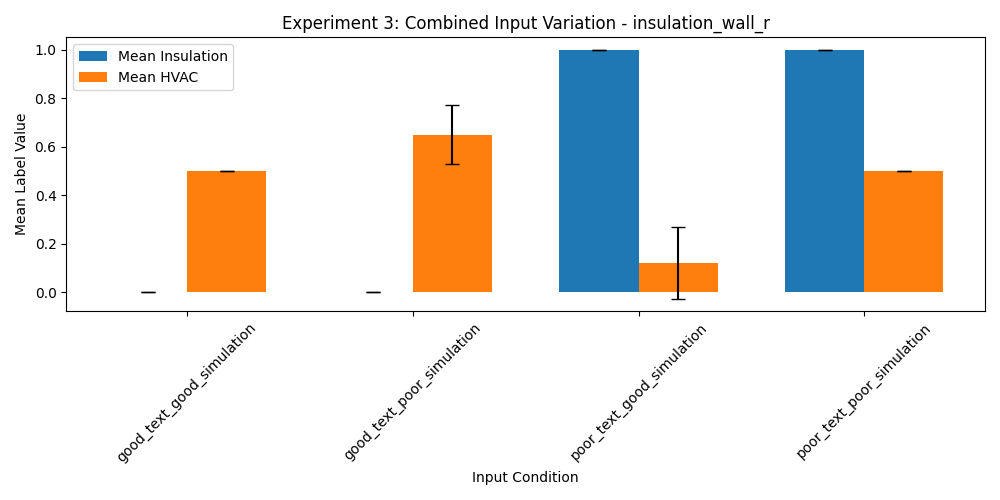 Experiment 3: Combined Input Variation - insulation_wall_r
Mean Insulation
Mean HVAC
Mean Label Value
1.0
0.8
0.6
0.4
0.2
0.0
good_text_good_simulation
good_text_poor_simulation
poor_text_good_simulation
poor_text_poor_simulation
Input Condition